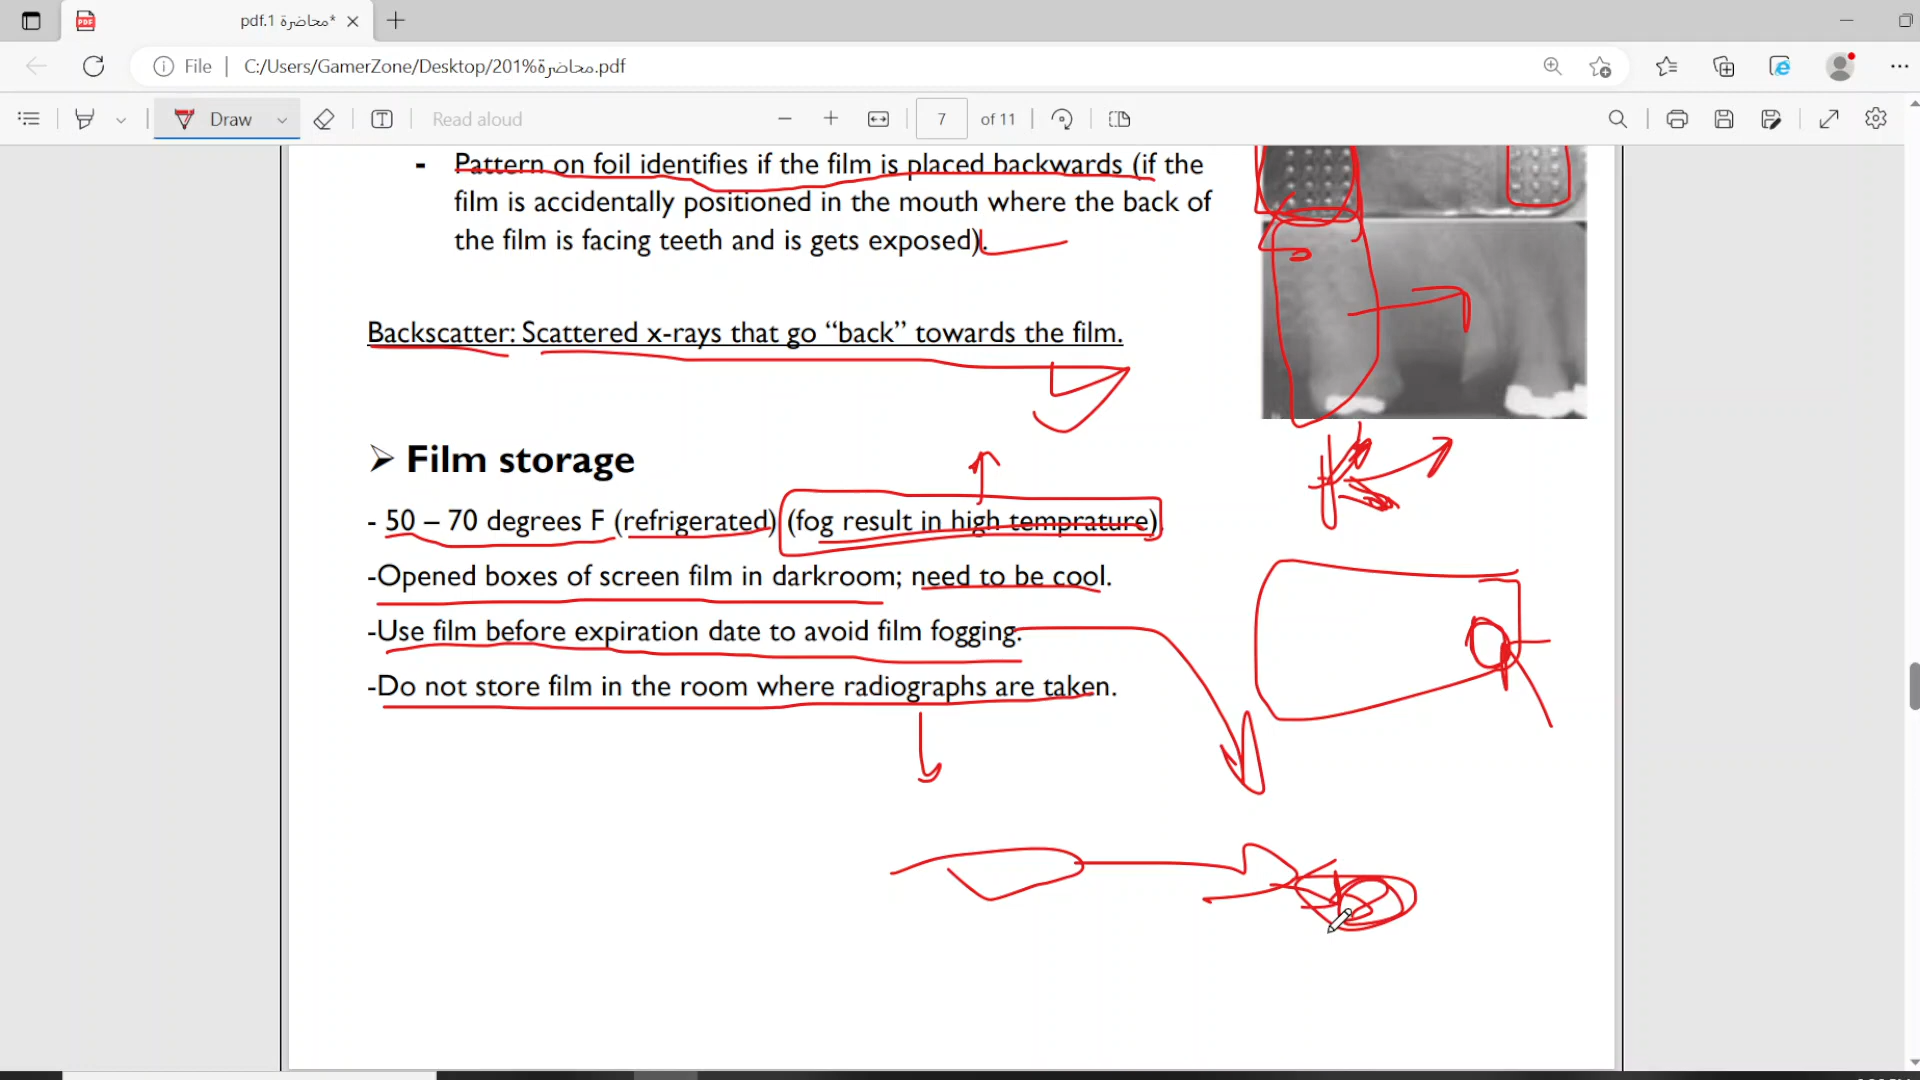 PDF
pdf.1 محاضرة*
File
C:/Users/GamerZone/Desktop/201%محاضرة.pdf
Draw
Read aloud
7 of 11
- Pattern on foil identifies if the film is placed backwards (if the
film is accidentally positioned in the mouth where the back of
the film is facing teeth and is gets exposed).
Backscatter: Scattered x-rays that go “back” towards the film.
➢ Film storage
- 50 – 70 degrees F (refrigerated) (fog result in high temprature).
-Opened boxes of screen film in darkroom; need to be cool.
-Use film before expiration date to avoid film fogging.
-Do not store film in the room where radiographs are taken.